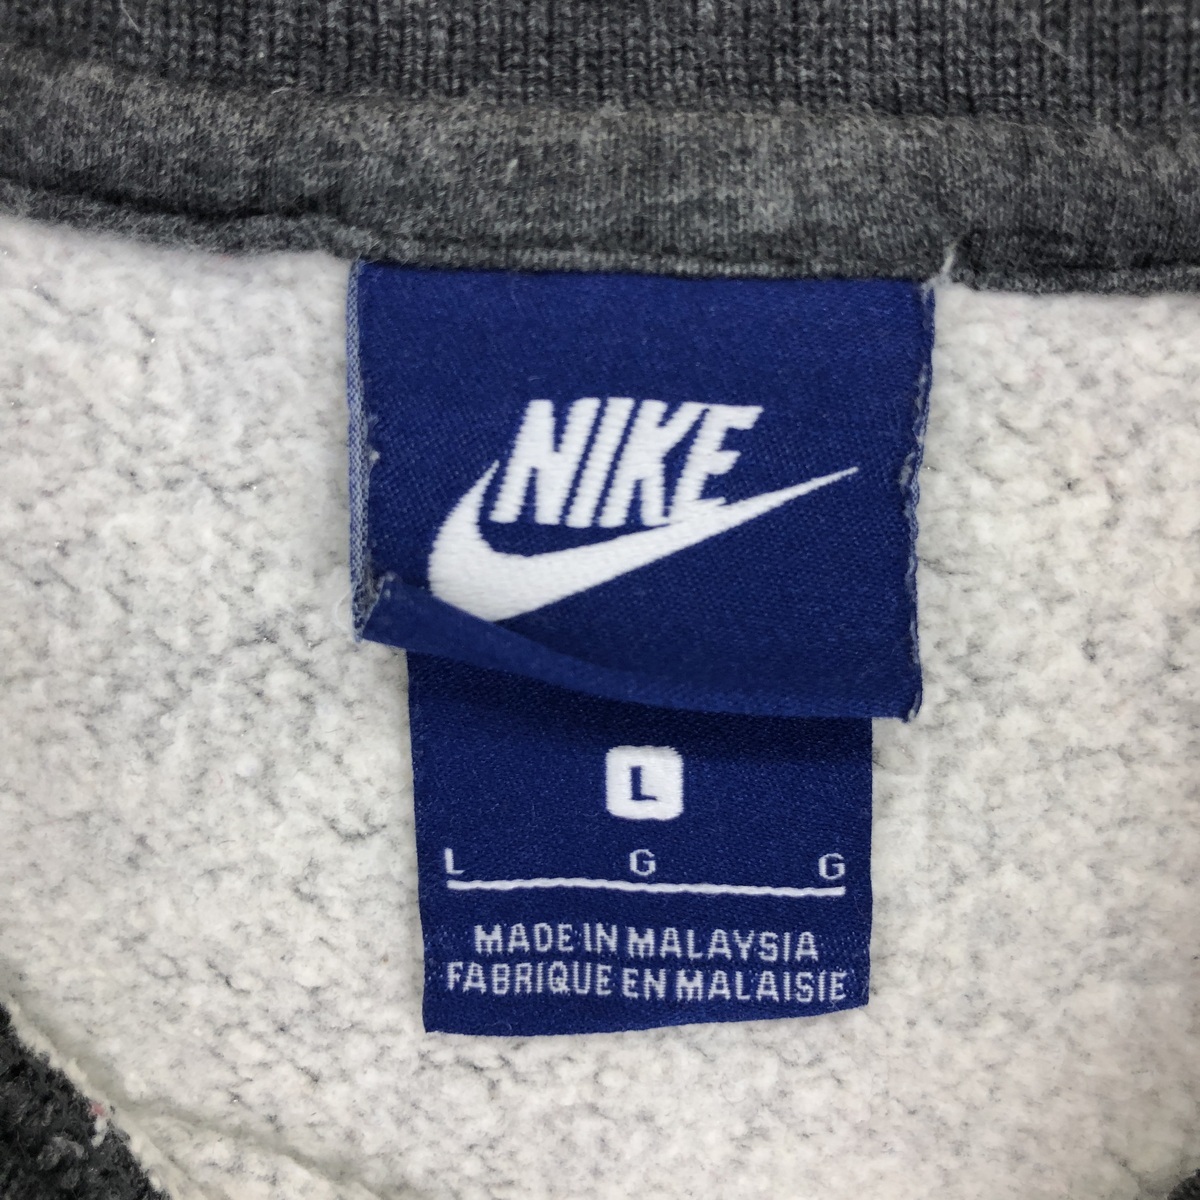 NIKE
L
L G G
MADE IN MALAYSIA
FABRIQUE EN MALAISIE